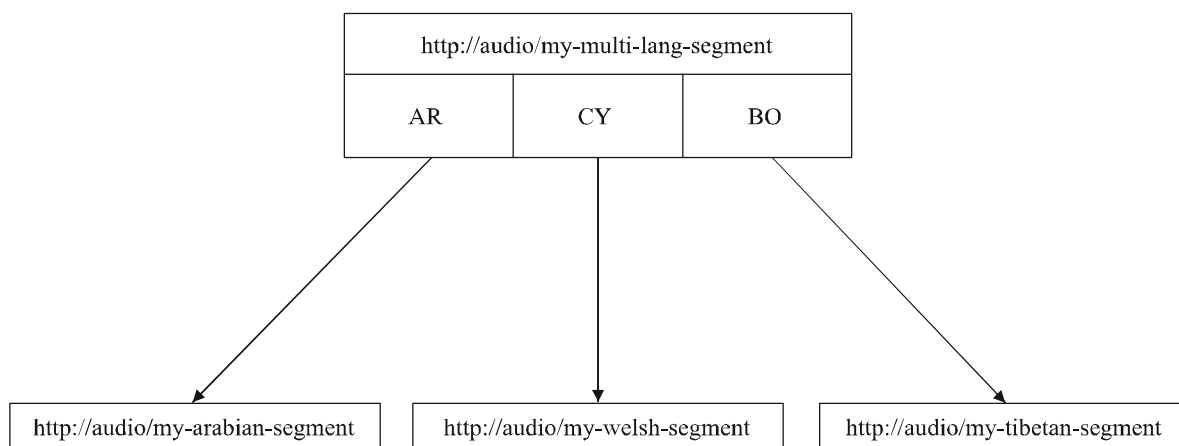 http://audio/my-multi-lang-segment
AR CY BO
http://audio/my-arabian-segment http://audio/my-welsh-segment http://audio/my-tibetan-segment